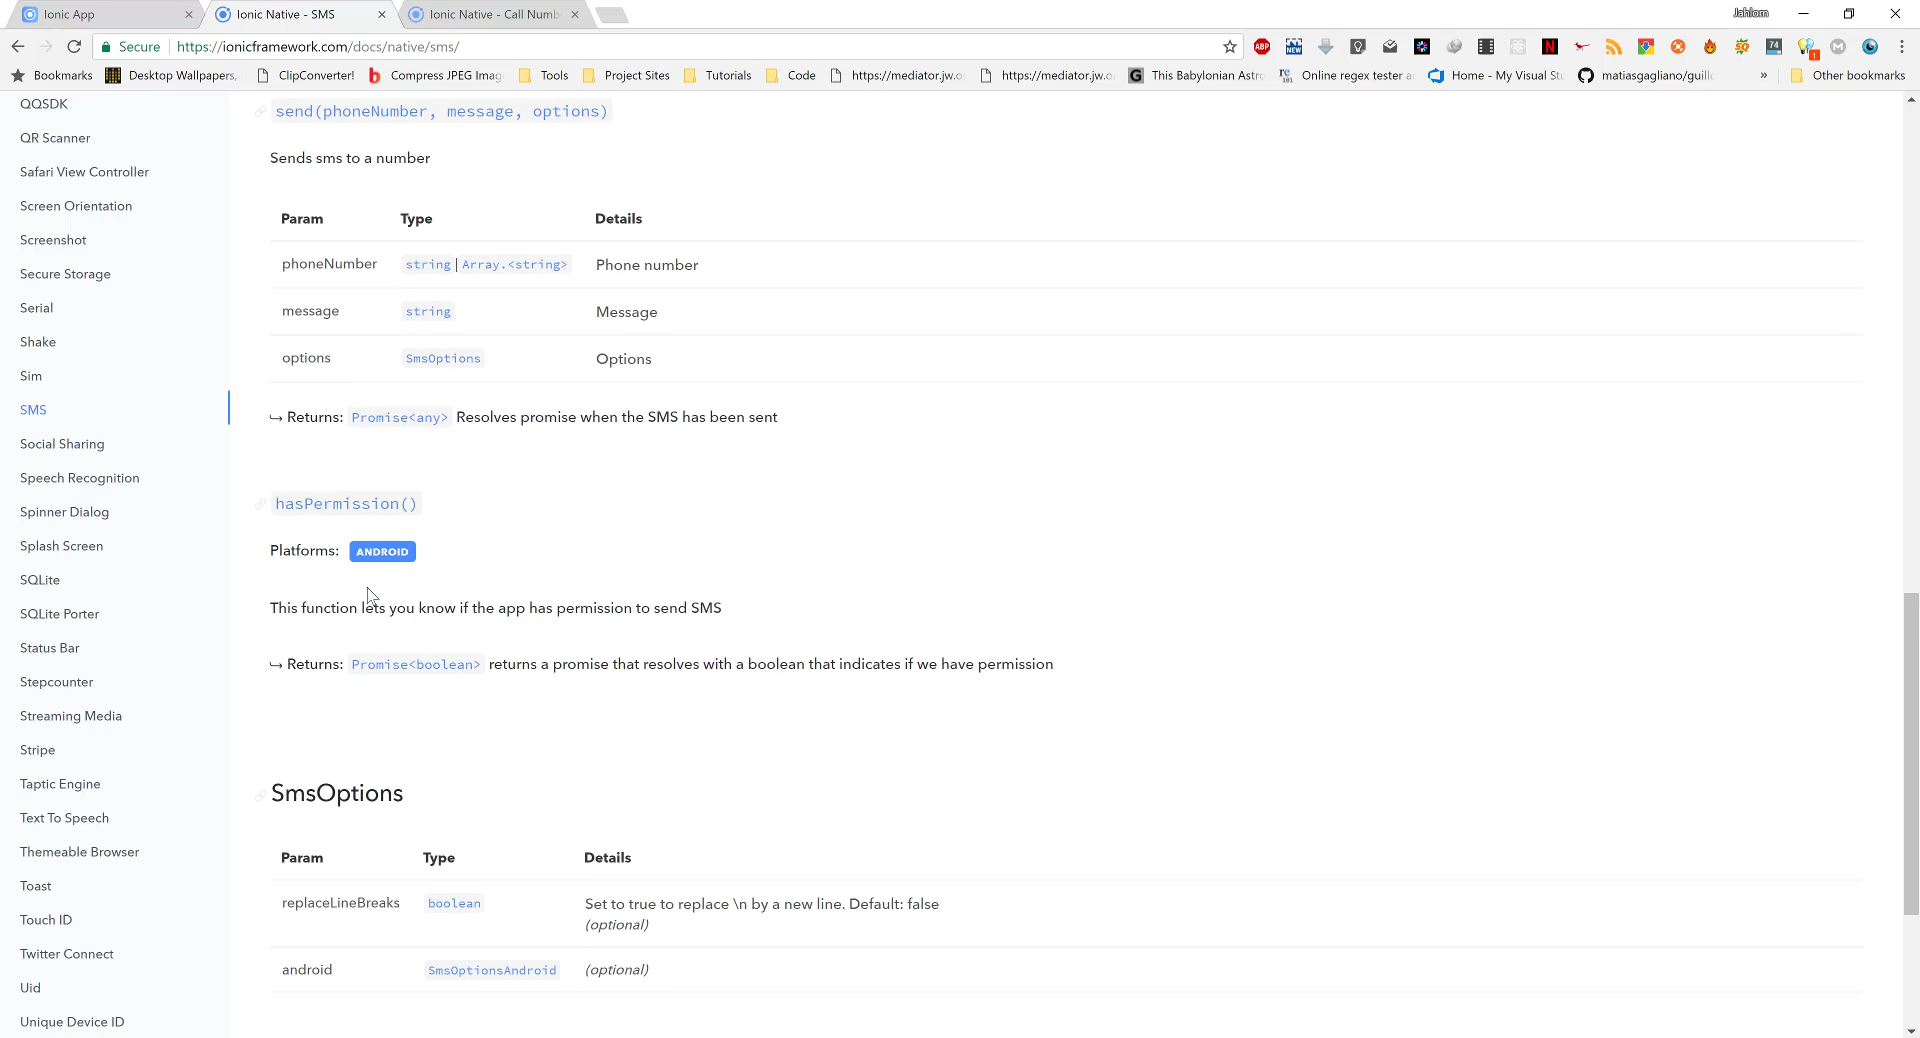 Ionic App
Ionic Native - SMS
Ionic Native - Call Numb
Jahlom
Secure
https://ionicframework.com/docs/native/sms/
Bookmarks
Desktop Wallpapers,
ClipConverter!
Compress JPEG Imag
Tools
Project Sites
Tutorials
Code
https://mediator.jw.o
https://mediator.jw.o
This Babylonian Astro
Online regex tester a
Home - My Visual Stu
matiasgagliano/guill
»
Other bookmarks
QQSDK
QR Scanner
Safari View Controller
Screen Orientation
Screenshot
Secure Storage
Serial
Shake
Sim
SMS
Social Sharing
Speech Recognition
Spinner Dialog
Splash Screen
SQLite
SQLite Porter
Status Bar
Stepcounter
Streaming Media
Stripe
Taptic Engine
Text To Speech
Themeable Browser
Toast
Touch ID
Twitter Connect
Uid
Unique Device ID
send(phoneNumber, message, options)
Sends sms to a number
Param Type Details
phoneNumber string | Array.<string> Phone number
message string Message
options SmsOptions Options
↪ Returns: Promise<any> Resolves promise when the SMS has been sent
hasPermission()
Platforms: ANDROID
This function lets you know if the app has permission to send SMS
↪ Returns: Promise<boolean> returns a promise that resolves with a boolean that indicates if we have permission
SmsOptions
Param Type Details
replaceLineBreaks boolean Set to true to replace \n by a new line. Default: false
(optional)
android SmsOptionsAndroid (optional)